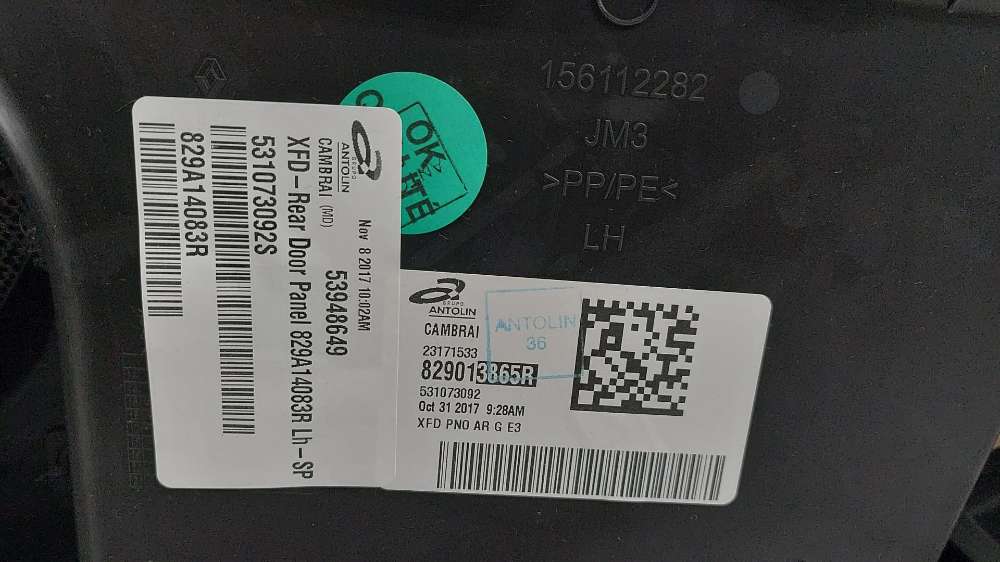 156112282
JM3
>PP/PE<
LH
OK
GRUPO
ANTOLIN
CAMBRAI (MD)
Nov 8 2017 10:02AM
53948649
XFD-Rear Door Panel 829A14083R Lh-SP
531073092S
829A14083R
GRUPO
ANTOLIN
CAMBRAI
ANTOLIN
36
23171533
829013865R
531073092
Oct 31 2017 9:28AM
XFD PNO AR G E3